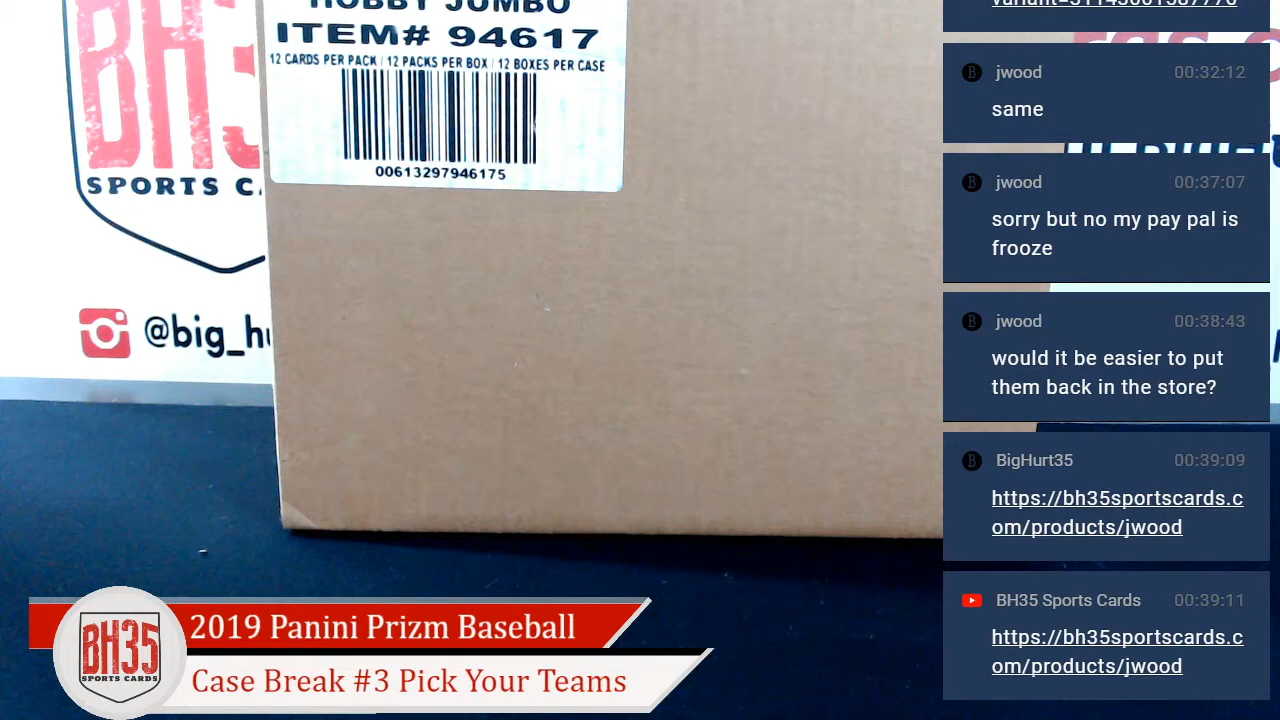 HOBBY JUMBO
ITEM# 94617
12 CARDS PER PACK / 12 PACKS PER BOX / 12 BOXES PER CASE
00613297946175
BH35
SPORTS C
@big_hu
jwood 00:32:12
same
jwood 00:37:07
sorry but no my pay pal is
frooze
jwood 00:38:43
would it be easier to put
them back in the store?
BigHurt35 00:39:09
https://bh35sportscards.c
om/products/jwood
BH35 Sports Cards 00:39:11
https://bh35sportscards.c
om/products/jwood
BH35
SPORTS CARDS
2019 Panini Prizm Baseball
Case Break #3 Pick Your Teams